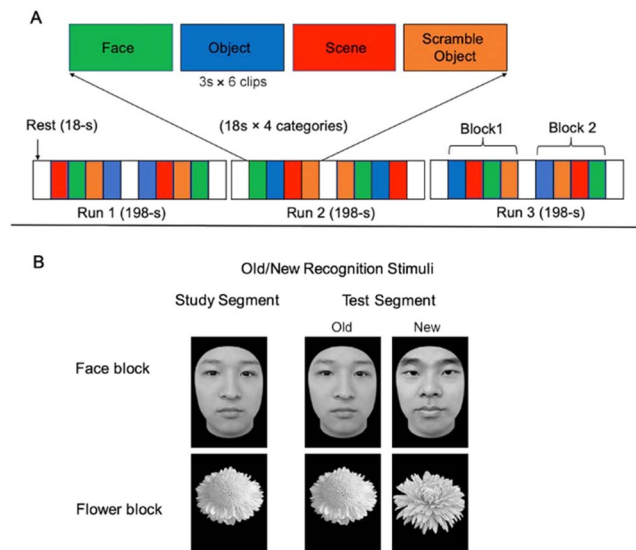 A
Face
Object
Scene
Scramble
Object
3s × 6 clips
Rest (18-s)
(18s × 4 categories)
Block1
Block 2
Run 1 (198-s)
Run 2 (198-s)
Run 3 (198-s)
B
Old/New Recognition Stimuli
Study Segment
Test Segment
Old
New
Face block
Flower block